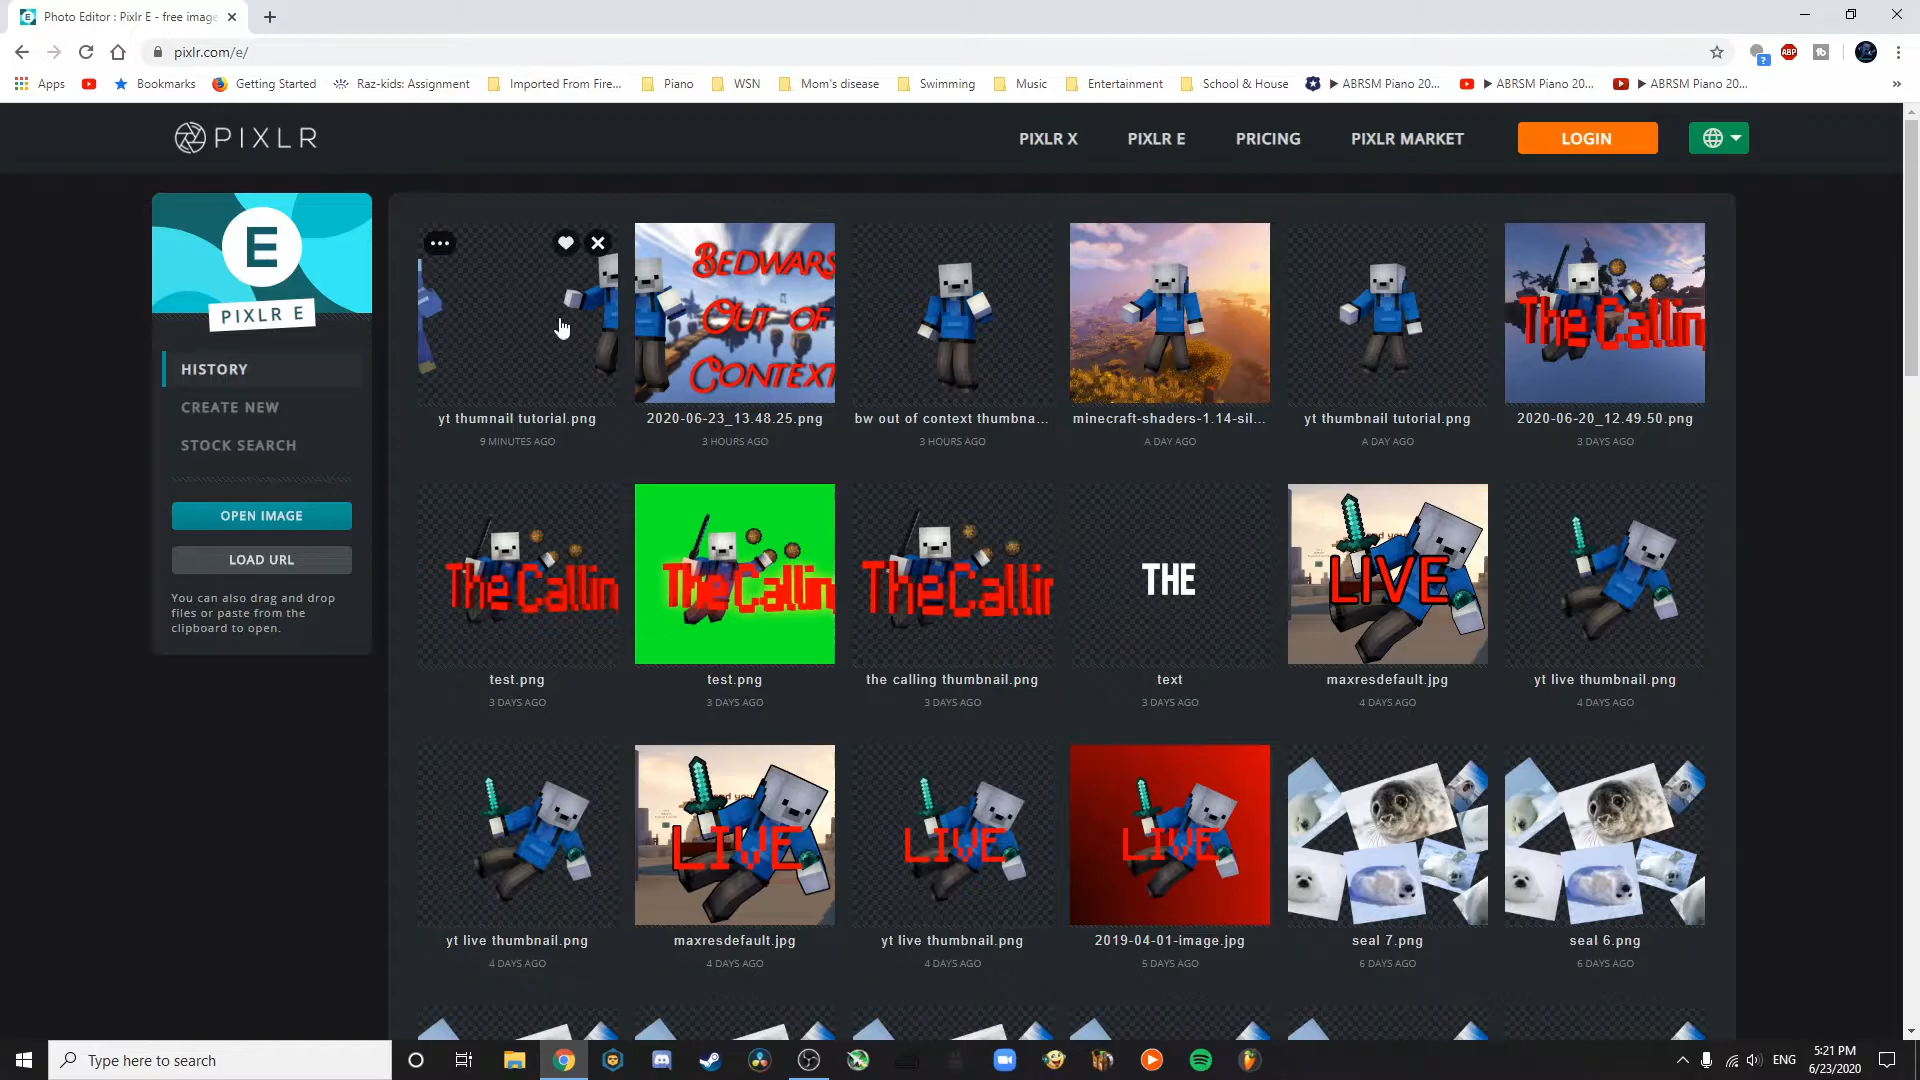 Photo Editor : Pixlr E - free image
pixlr.com/e/
ABP
Apps
Bookmarks
Getting Started
Raz-kids: Assignment
Imported From Fire...
Piano
WSN
Mom's disease
Swimming
Music
Entertainment
School & House
ABRSM Piano 20...
ABRSM Piano 20...
ABRSM Piano 20...
»
PIXLR
PIXLR X
PIXLR E
PRICING
PIXLR MARKET
LOGIN
E
PIXLR E
HISTORY
CREATE NEW
STOCK SEARCH
OPEN IMAGE
LOAD URL
You can also drag and drop
files or paste from the
clipboard to open.
BEDWARS
OUT OF
CONTEXT
The Callin
yt thumnail tutorial.png
2020-06-23_13.48.25.png
bw out of context thumbna...
minecraft-shaders-1.14-sil...
yt thumbnail tutorial.png
2020-06-20_12.49.50.png
9 MINUTES AGO
3 HOURS AGO
3 HOURS AGO
A DAY AGO
A DAY AGO
3 DAYS AGO
The Callin
The Callin
The Callin
THE
LIVE
test.png
test.png
the calling thumbnail.png
text
maxresdefault.jpg
yt live thumbnail.png
3 DAYS AGO
3 DAYS AGO
3 DAYS AGO
3 DAYS AGO
4 DAYS AGO
4 DAYS AGO
LIVE
LIVE
LIVE
yt live thumbnail.png
maxresdefault.jpg
yt live thumbnail.png
2019-04-01-image.jpg
seal 7.png
seal 6.png
4 DAYS AGO
4 DAYS AGO
4 DAYS AGO
5 DAYS AGO
6 DAYS AGO
6 DAYS AGO
Type here to search
ENG
5:21 PM
6/23/2020